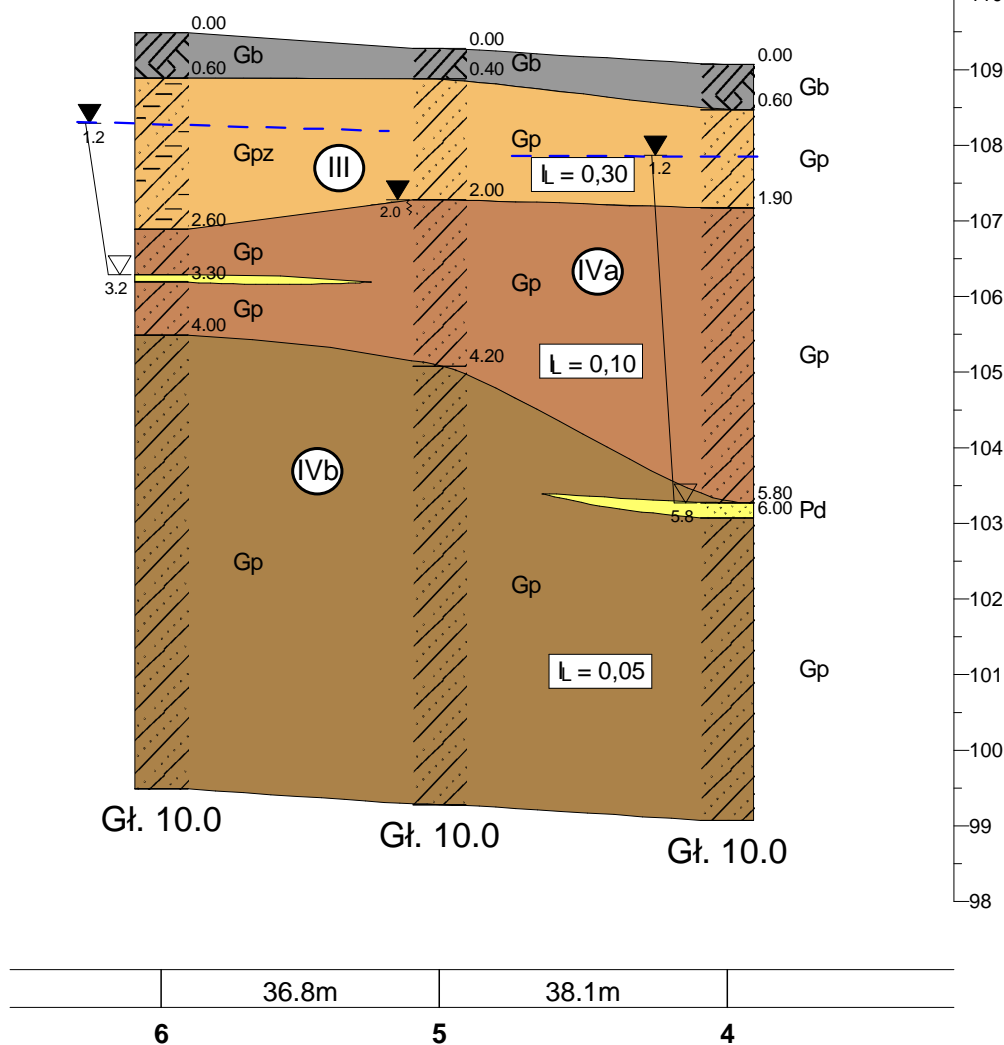 0.00
Gb
0.60
0.00
Gb
0.40
0.00
Gb
0.60
109
1.2
Gpz
III
Gp
1.2
Gp
108
IL = 0,30
2.0
2.00
1.90
107
2.60
Gp
IVa
3.2
3.30
Gp
106
Gp
4.00
4.20
IL = 0,10
Gp
105
104
IVb
5.80
6.00
5.8
Pd
103
Gp
Gp
102
IL = 0,05
Gp
101
100
Gł. 10.0
Gł. 10.0
Gł. 10.0
99
98
36.8m
38.1m
6
5
4